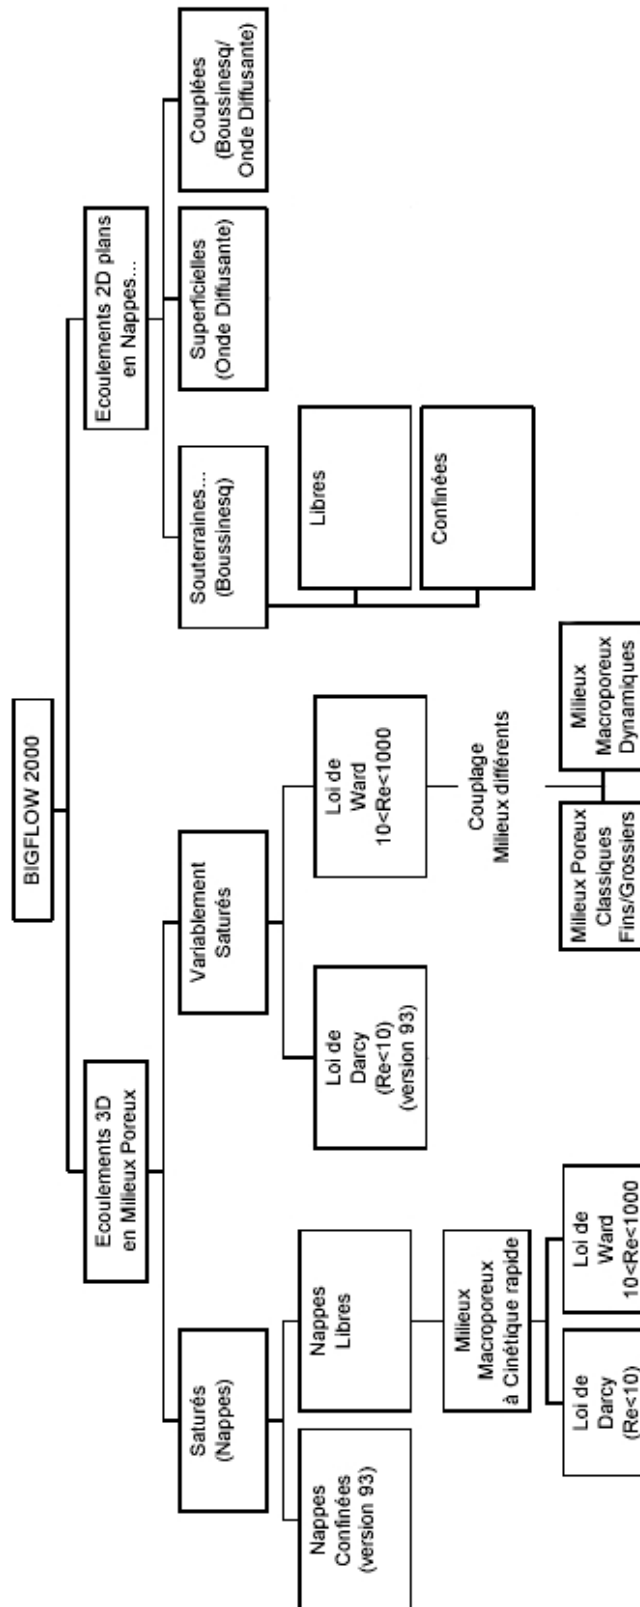 BIGFLOW 2000
Ecoulements 3D
en Milieux Poreux
Ecoulements 2D plans
en Nappes...
Saturés
(Nappes)
Variablement
Saturés
Souterraines...
(Boussinesq)
Superficielles
(Onde Diffusante)
Couplées
(Boussinesq/
Onde Diffusante)
Nappes
Confinées
(version 93)
Nappes
Libres
Loi de
Darcy
(Re<10)
(version 93)
Loi de
Ward
10<Re<1000
Libres
Confinées
Milieux
Macroporeux
à Cinétique rapide
Couplage
Milieux différents
Loi de
Darcy
(Re<10)
Loi de
Ward
10<Re<1000
Milieux Poreux
Classiques
Fins/Grossiers
Milieux
Macroporeux
Dynamiques